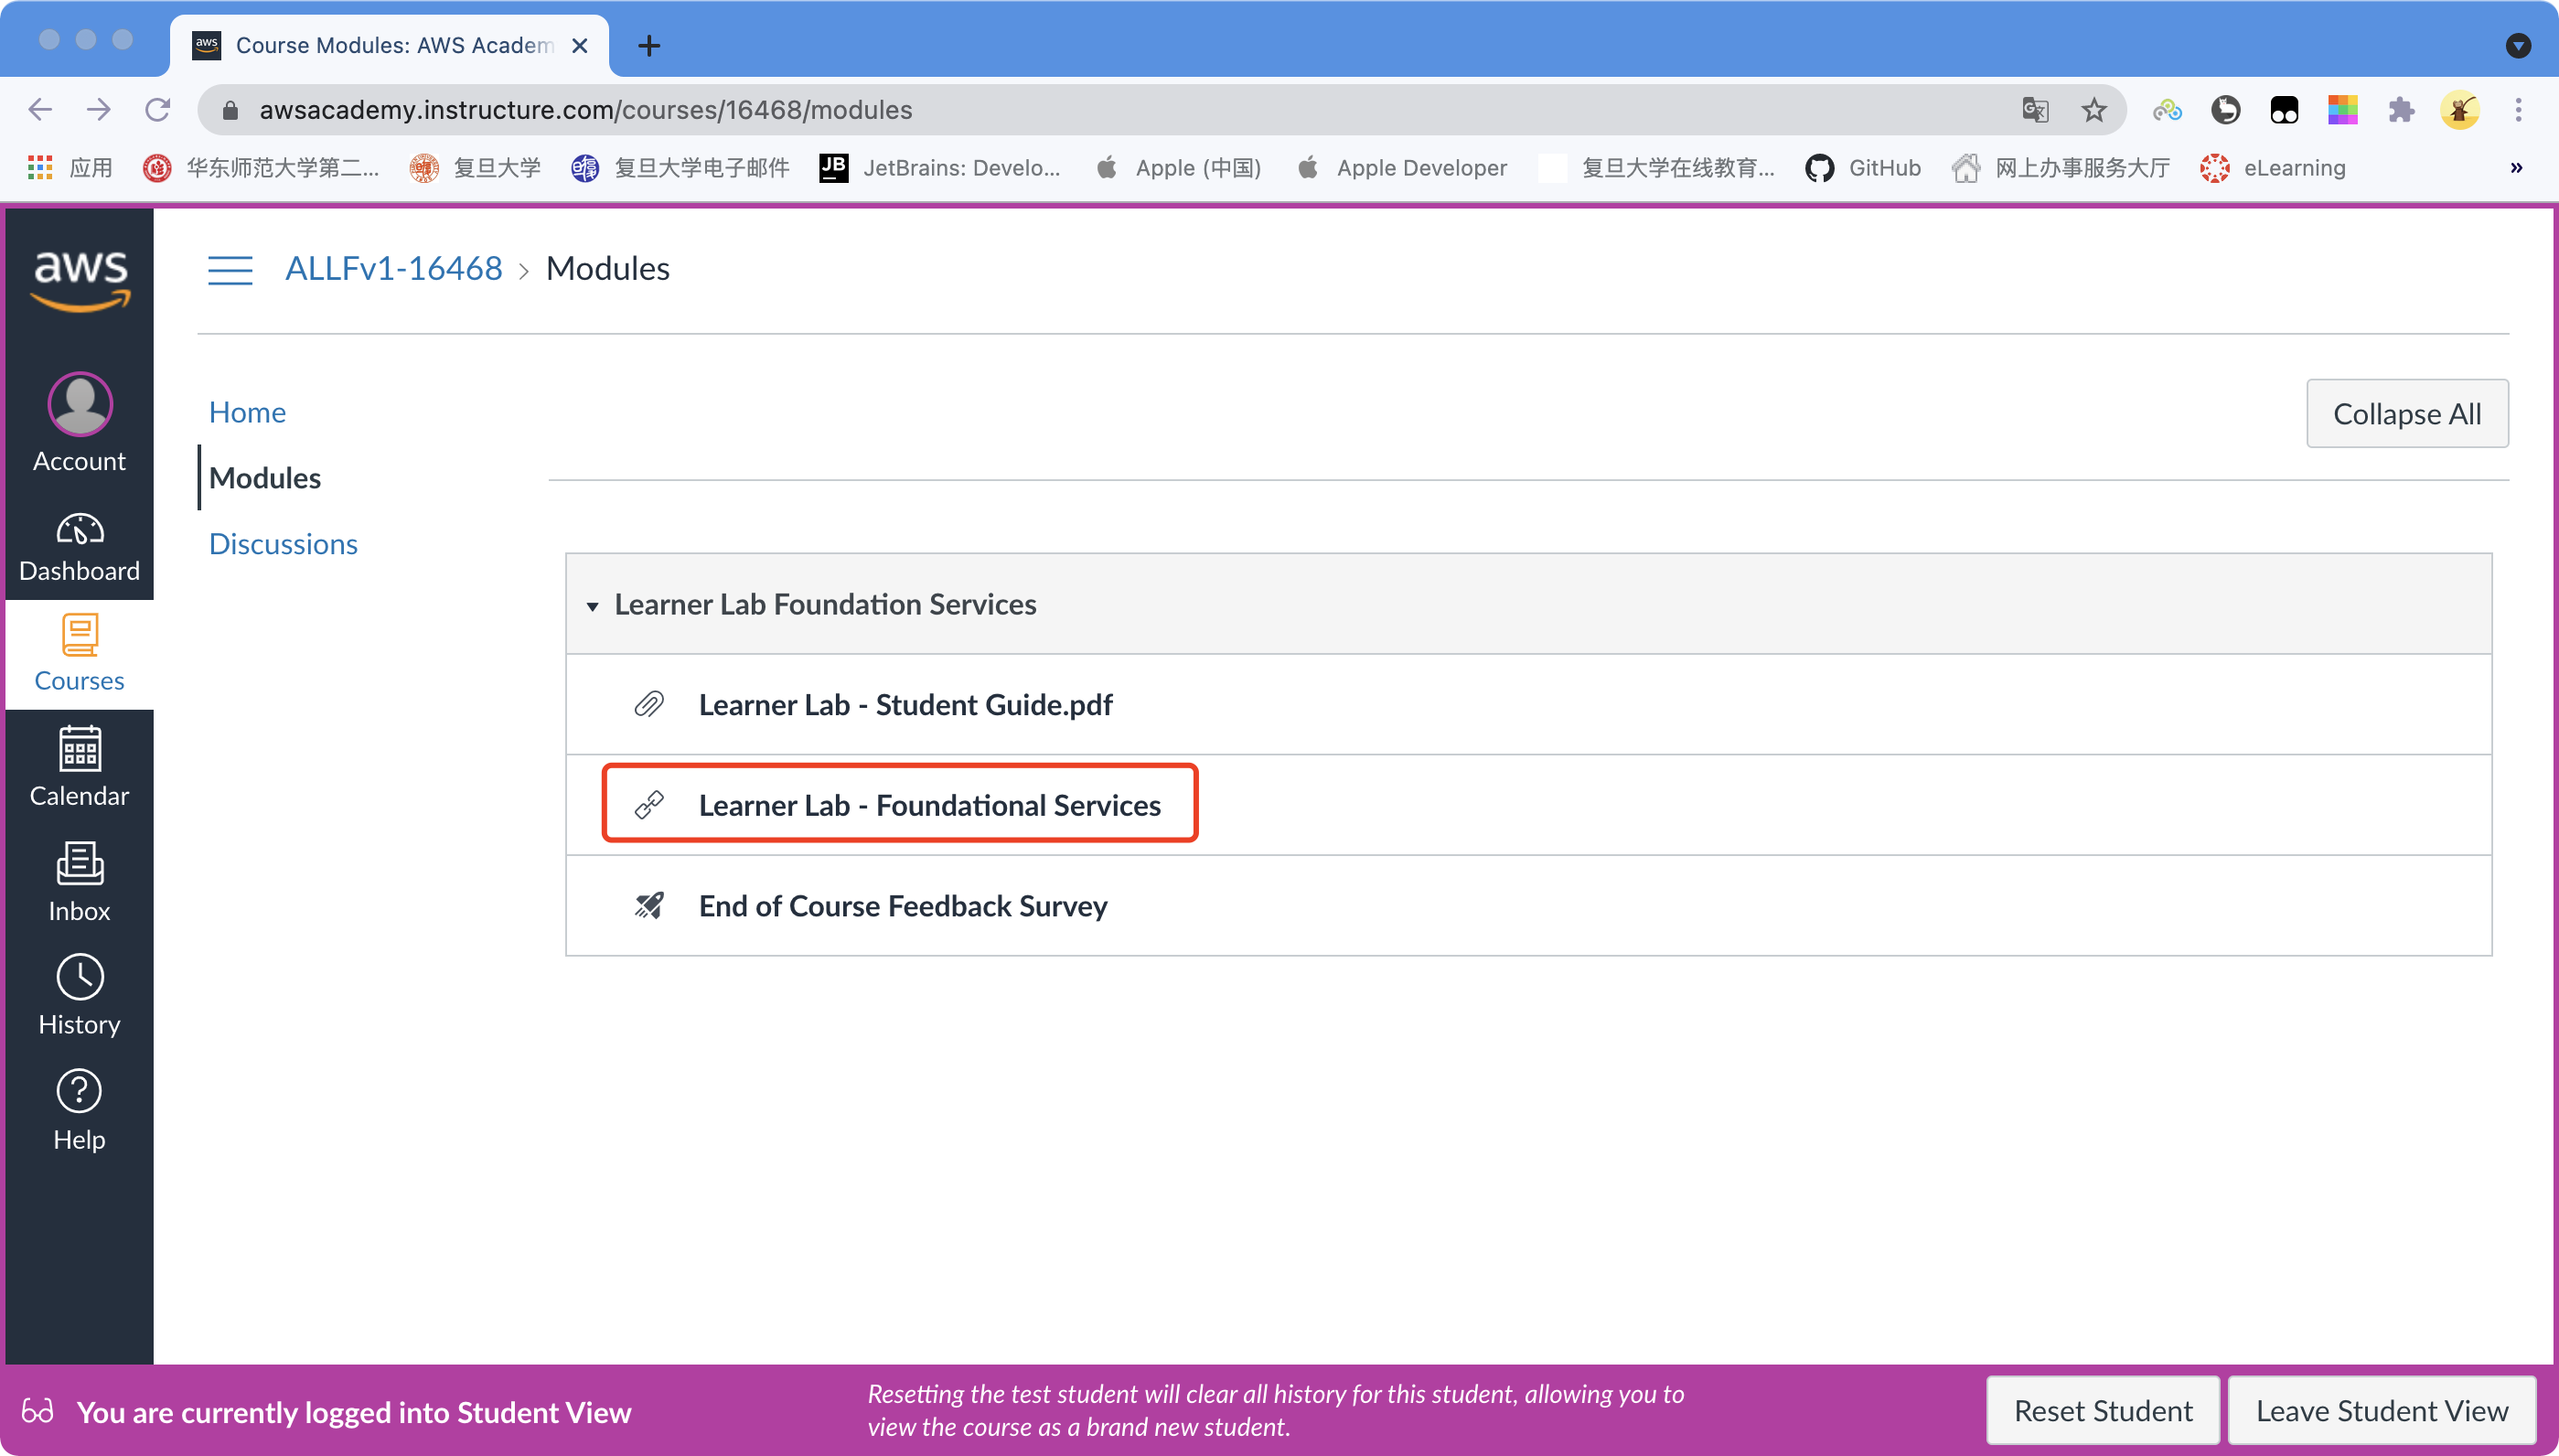 aws Course Modules: AWS Academ
awsacademy.instructure.com/courses/16468/modules
应用 华东师范大学第二... 复旦大学 复旦大学电子邮件 JB JetBrains: Develo... Apple (中国) Apple Developer 复旦大学在线教育... GitHub 网上办事服务大厅 eLearning »
aws
ALLFv1-16468 › Modules
Account
Dashboard
Courses
Calendar
Inbox
History
Help
Home
Modules
Discussions
Collapse All
Learner Lab Foundation Services
Learner Lab - Student Guide.pdf
Learner Lab - Foundational Services
End of Course Feedback Survey
You are currently logged into Student View
Resetting the test student will clear all history for this student, allowing you to
view the course as a brand new student.
Reset Student
Leave Student View